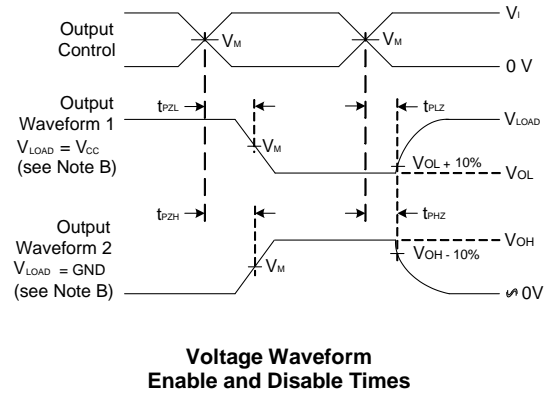 Output
Control
VM
VM
VI
0 V
Output
Waveform 1
VLOAD = VCC
(see Note B)
tPZL
tPLZ
VM
VLOAD
VOL + 10%
VOL
Output
Waveform 2
VLOAD = GND
(see Note B)
tPZH
tPHZ
VM
VOH
VOH - 10%
0V
Voltage Waveform
Enable and Disable Times